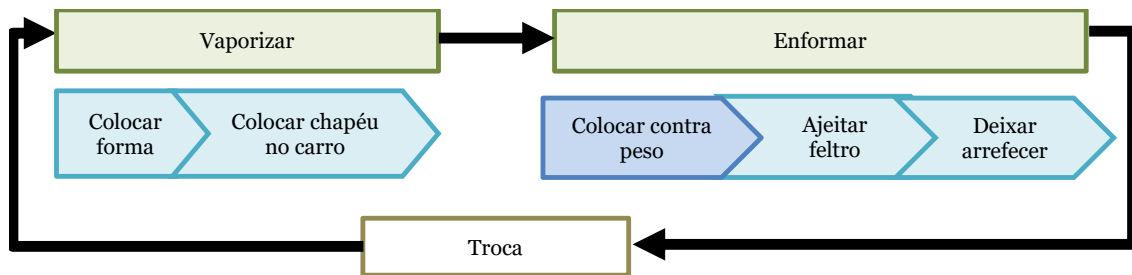 Vaporizar
Enformar
Colocar
forma
Colocar chapéu
no carro
Colocar contra
peso
Ajeitar
feltro
Deixar
arrefecer
Troca